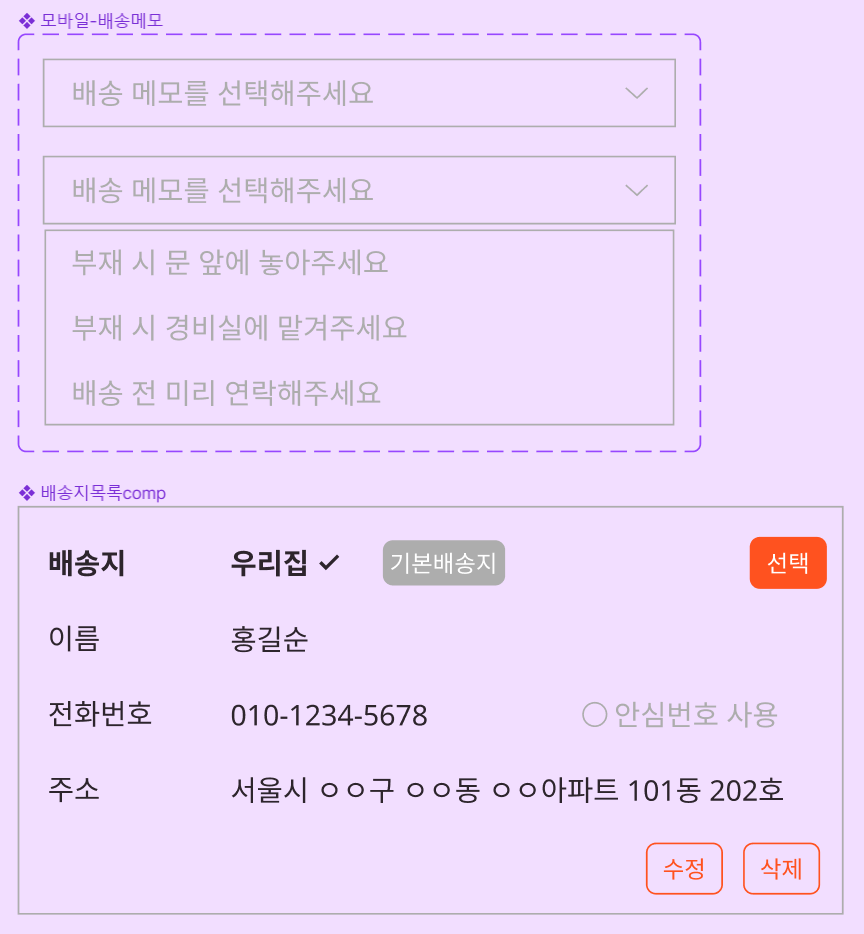 모바일-배송메모
배송 메모를 선택해주세요
배송 메모를 선택해주세요
부재 시 문 앞에 놓아주세요
부재 시 경비실에 맡겨주세요
배송 전 미리 연락해주세요
배송지목록comp
배송지 우리집 ✓ 기본배송지 선택
이름 홍길순
전화번호 010-1234-5678 안심번호 사용
주소 서울시 ㅇㅇ구 ㅇㅇ동 ㅇㅇ아파트 101동 202호
수정 삭제